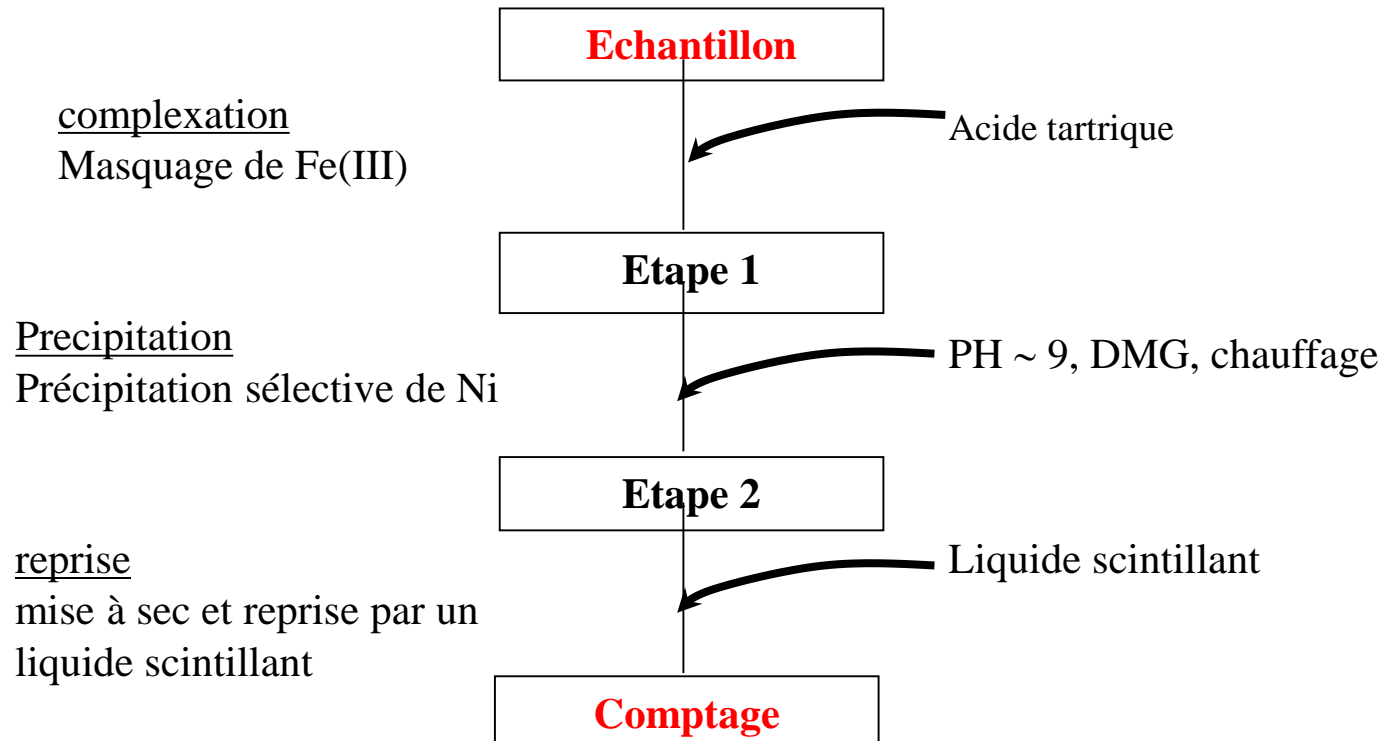 Echantillon
complexation
Masquage de Fe(III)
Acide tartrique
Etape 1
Precipitation
Précipitation sélective de Ni
PH ~ 9, DMG, chauffage
Etape 2
reprise
mise à sec et reprise par un
liquide scintillant
Liquide scintillant
Comptage